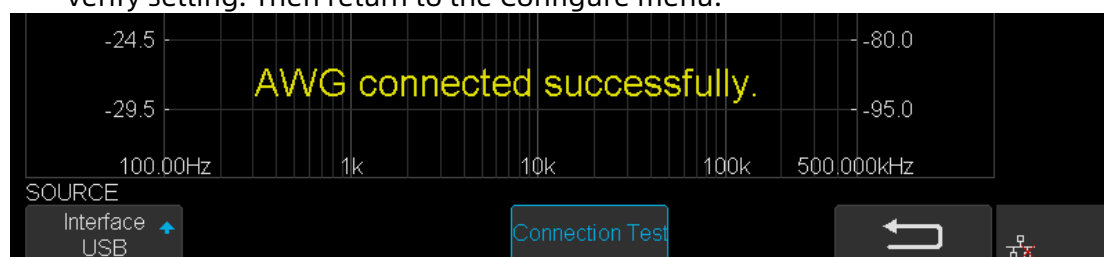 verify setting. Then return to the Configure menu.
-24.5 -80.0
AWG connected successfully.
-29.5 -95.0
100.00Hz 1k 10k 100k 500.000kHz
SOURCE
Interface
USB
Connection Test